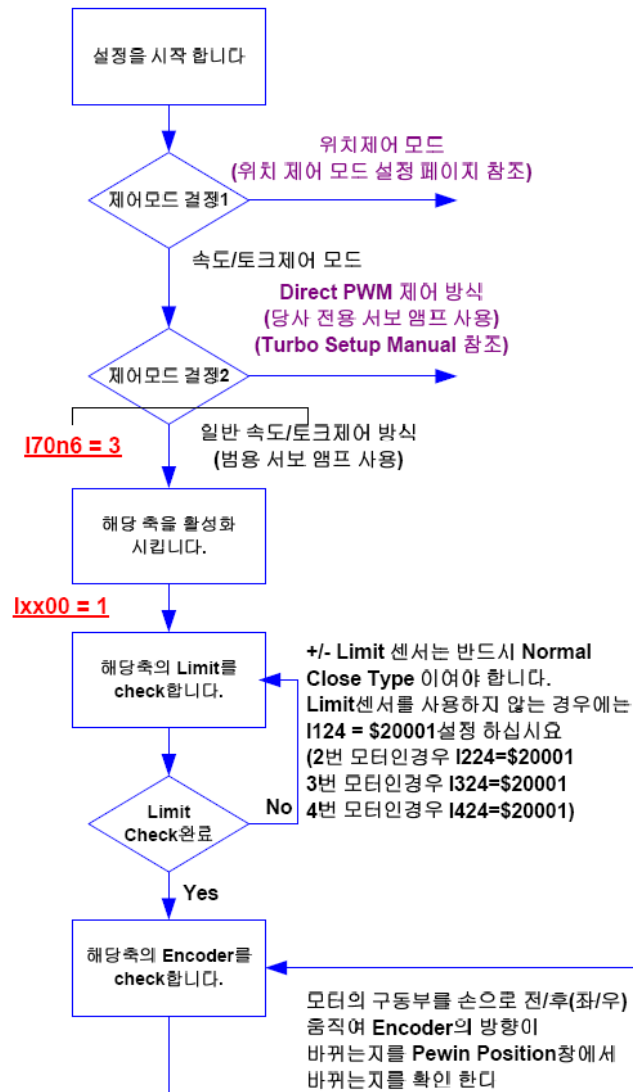 설정을 시작 합니다
위치제어 모드
(위치 제어 모드 설정 페이지 참조)
제어모드 결정1
속도/토크제어 모드
Direct PWM 제어 방식
(당사 전용 서보 앰프 사용)
(Turbo Setup Manual 참조)
제어모드 결정2
I70n6 = 3
일반 속도/토크제어 방식
(범용 서보 앰프 사용)
해당 축을 활성화
시킵니다.
Ixx00 = 1
해당축의 Limit를
check합니다.
+/- Limit 센서는 반드시 Normal
Close Type 이여야 합니다.
Limit센서를 사용하지 않는 경우에는
I124 = $20001설정 하십시요
(2번 모터인경우 I224=$20001
3번 모터인경우 I324=$20001
4번 모터인경우 I424=$20001)
Limit
Check완료
No
Yes
해당축의 Encoder를
check합니다.
모터의 구동부를 손으로 전/후(좌/우)
움직여 Encoder의 방향이
바뀌는지를 Pewin Position창에서
바뀌는지를 확인 한다